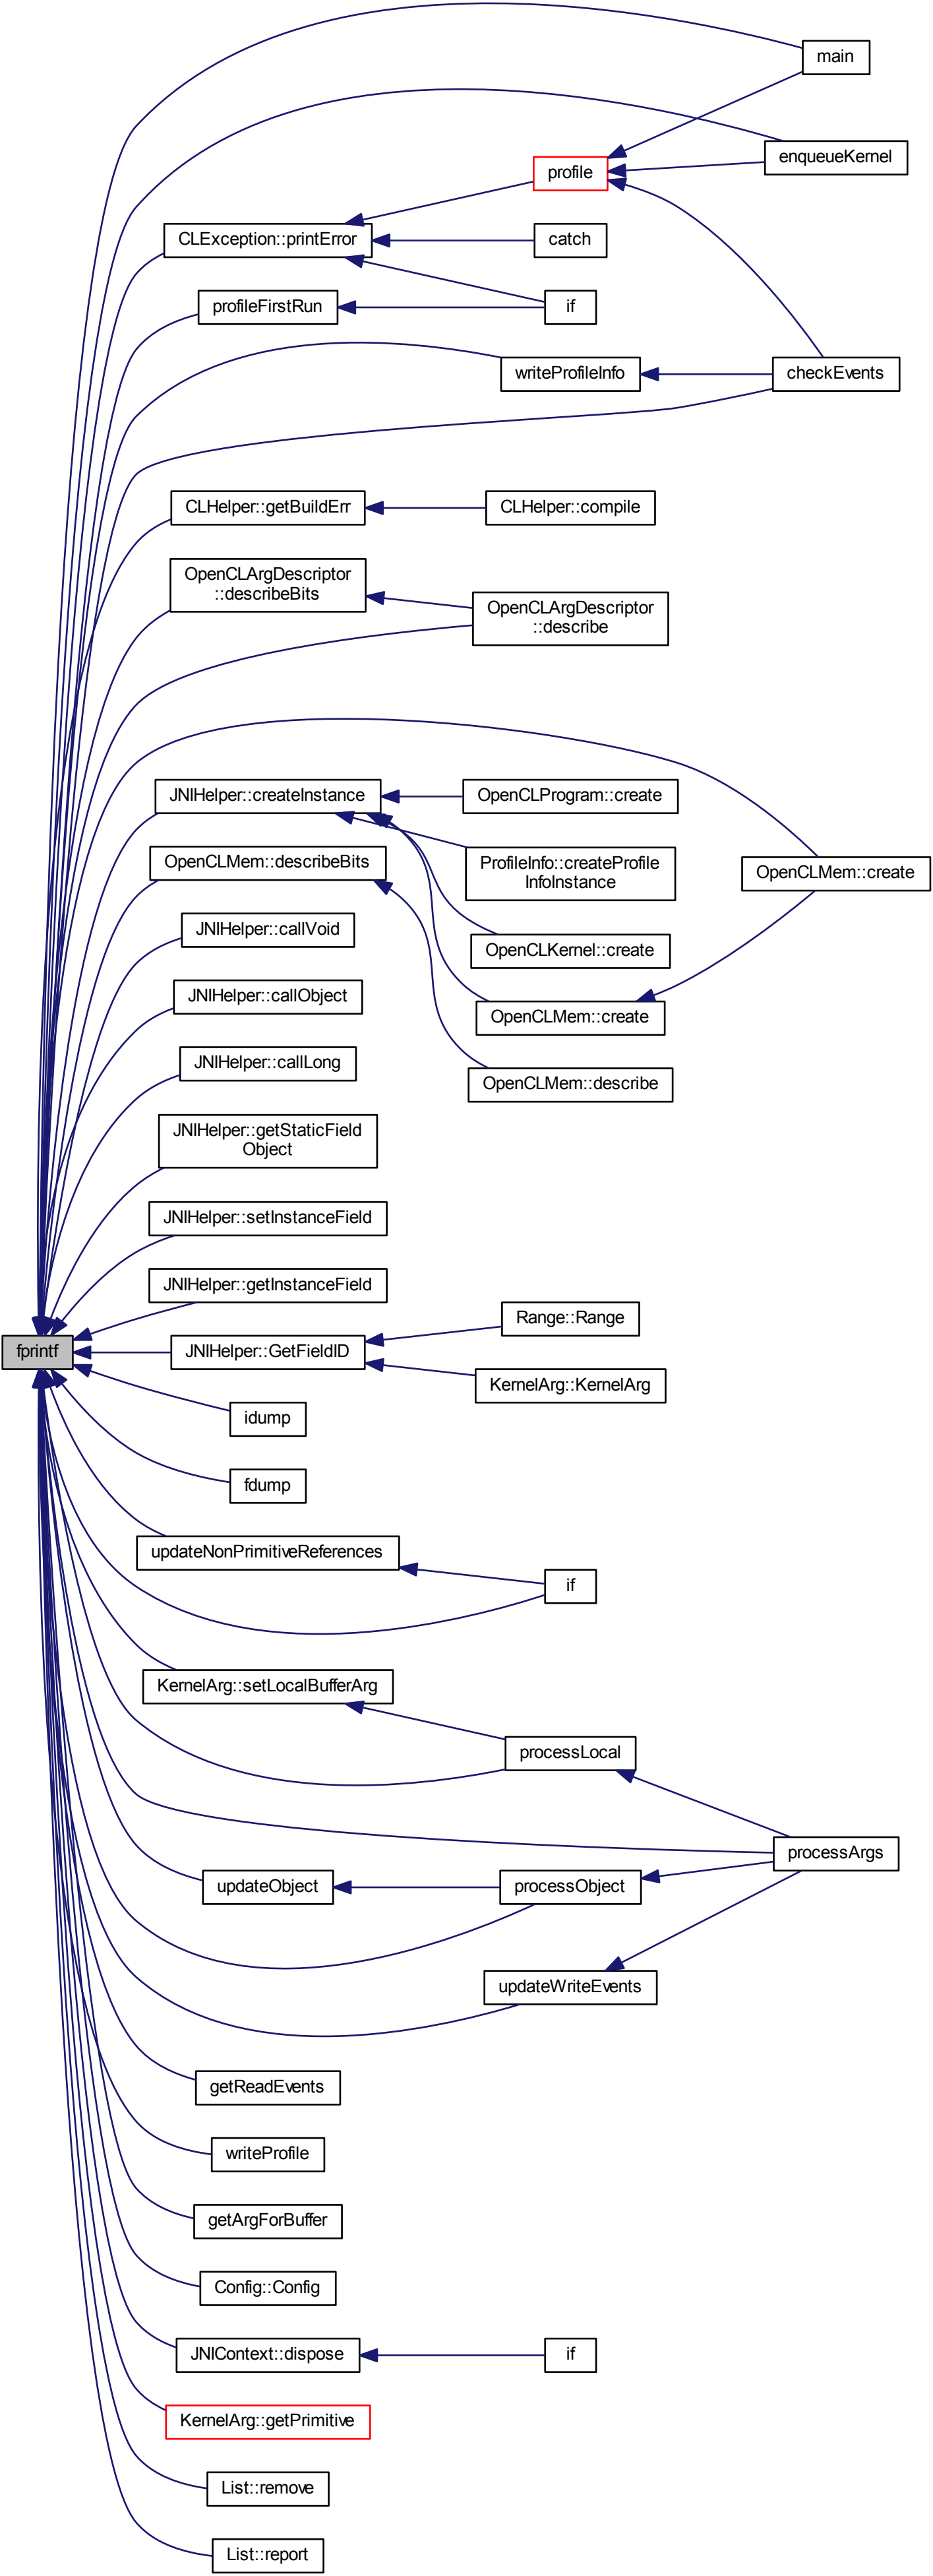 main
enqueueKernel
profile
CLException::printError
catch
profileFirstRun
if
writeProfileInfo
checkEvents
CLHelper::getBuildErr
CLHelper::compile
OpenCLArgDescriptor
::describeBits
OpenCLArgDescriptor
::describe
JNIHelper::createInstance
OpenCLProgram::create
OpenCLMem::describeBits
ProfileInfo::createProfile
InfoInstance
OpenCLMem::create
JNIHelper::callVoid
OpenCLKernel::create
JNIHelper::callObject
OpenCLMem::create
JNIHelper::callLong
OpenCLMem::describe
JNIHelper::getStaticField
Object
JNIHelper::setInstanceField
JNIHelper::getInstanceField
Range::Range
fprintf
JNIHelper::GetFieldID
KernelArg::KernelArg
idump
fdump
updateNonPrimitiveReferences
if
KernelArg::setLocalBufferArg
processLocal
processArgs
updateObject
processObject
updateWriteEvents
getReadEvents
writeProfile
getArgForBuffer
Config::Config
JNIContext::dispose
if
KernelArg::getPrimitive
List::remove
List::report